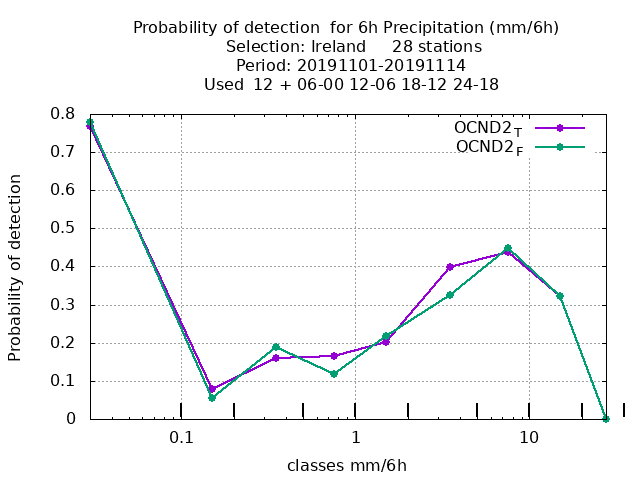 Probability of detection  for 6h Precipitation (mm/6h)
Selection: Ireland     28 stations
Period: 20191101-20191114
Used  12 + 06-00 12-06 18-12 24-18
OCND2T
OCND2F
Probability of detection
0.8
0.7
0.6
0.5
0.4
0.3
0.2
0.1
0
0.1 1 10
classes mm/6h